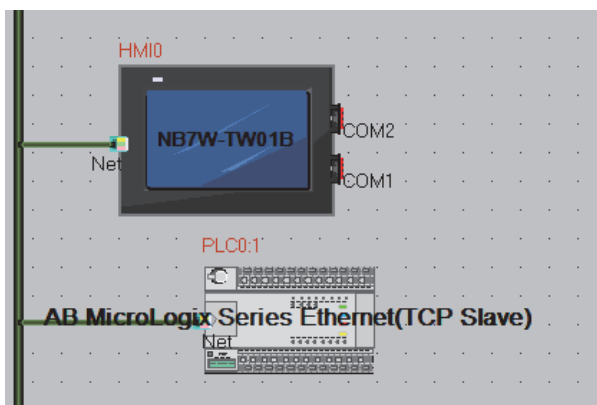 HMI0
NB7W-TW01B
COM2
Net
COM1
PLC0:1
AB MicroLogix Series Ethernet(TCP Slave)
Net